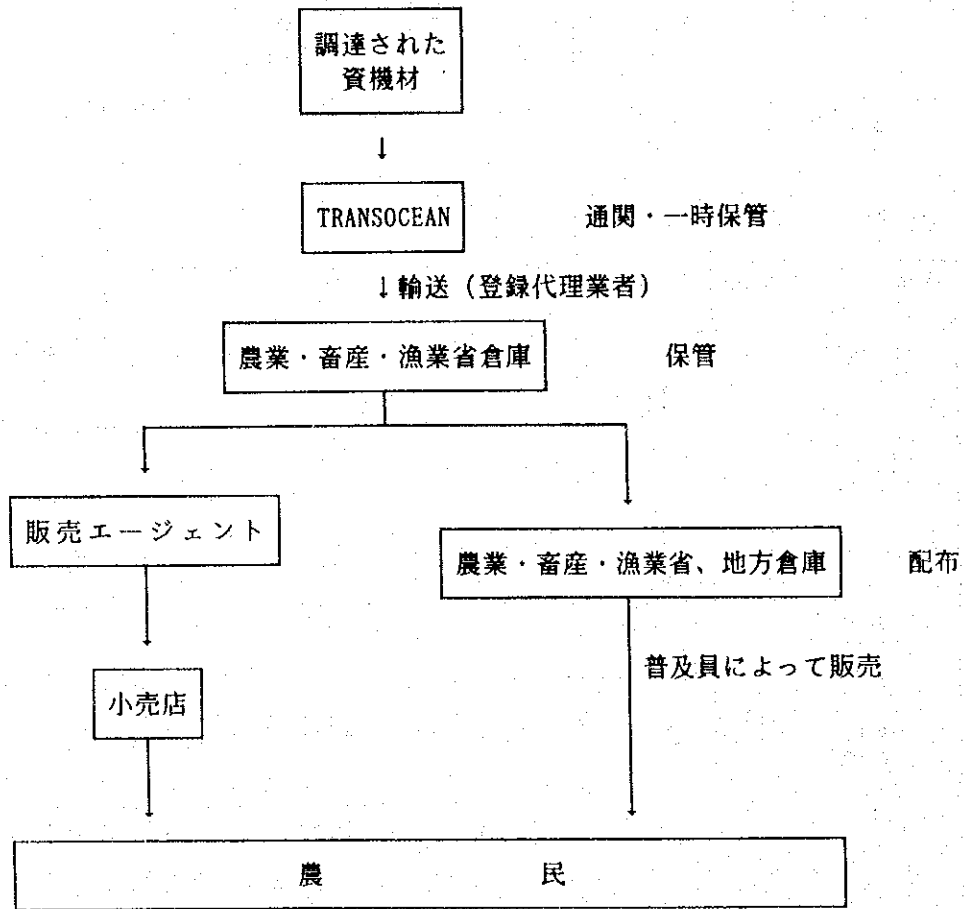 調達された
資機材
↓
TRANSOCEAN 通関・一時保管
↓輸送（登録代理業者）
農業・畜産・漁業省倉庫 保管
販売エージェント
農業・畜産・漁業省、地方倉庫 配布
普及員によって販売
小売店
農 民